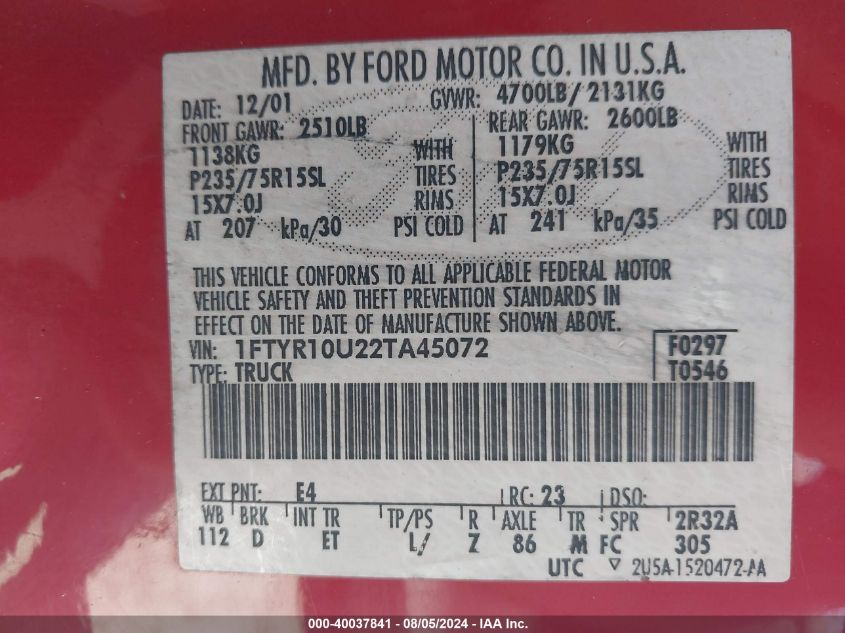 MFD. BY FORD MOTOR CO. IN U.S.A.
DATE: 12/01 GVWR: 4700LB/ 2131KG
FRONT GAWR: 2510LB REAR GAWR: 2600LB
1138KG WITH 1179KG WITH
P235/75R15SL TIRES P235/75R15SL TIRES
15X7.0J RIMS 15X7.0J RIMS
AT 207 kPa/30 PSI COLD AT 241 kPa/35 PSI COLD
THIS VEHICLE CONFORMS TO ALL APPLICABLE FEDERAL MOTOR
VEHICLE SAFETY AND THEFT PREVENTION STANDARDS IN
EFFECT ON THE DATE OF MANUFACTURE SHOWN ABOVE.
VIN: 1FTYR10U22TA45072 F0297
TYPE: TRUCK T0546
EXT PNT: E4 RC: 23 DSO:
WB BRK INT TR TP/PS R AXLE TR SPR 2R32A
112 D ET L/ Z 86 M FC 305
UTC ▽ 2U5A-1520472-AA
000-40037841 - 08/05/2024 - IAA Inc.